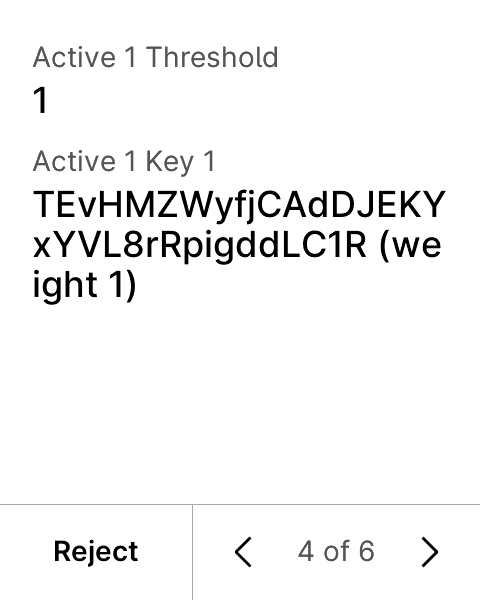 Active 1 Threshold
1
Active 1 Key 1
TEvHMZWyfjCAdDJEKY
xYVL8rRpigddLC1R (we
ight 1)
Reject
4 of 6